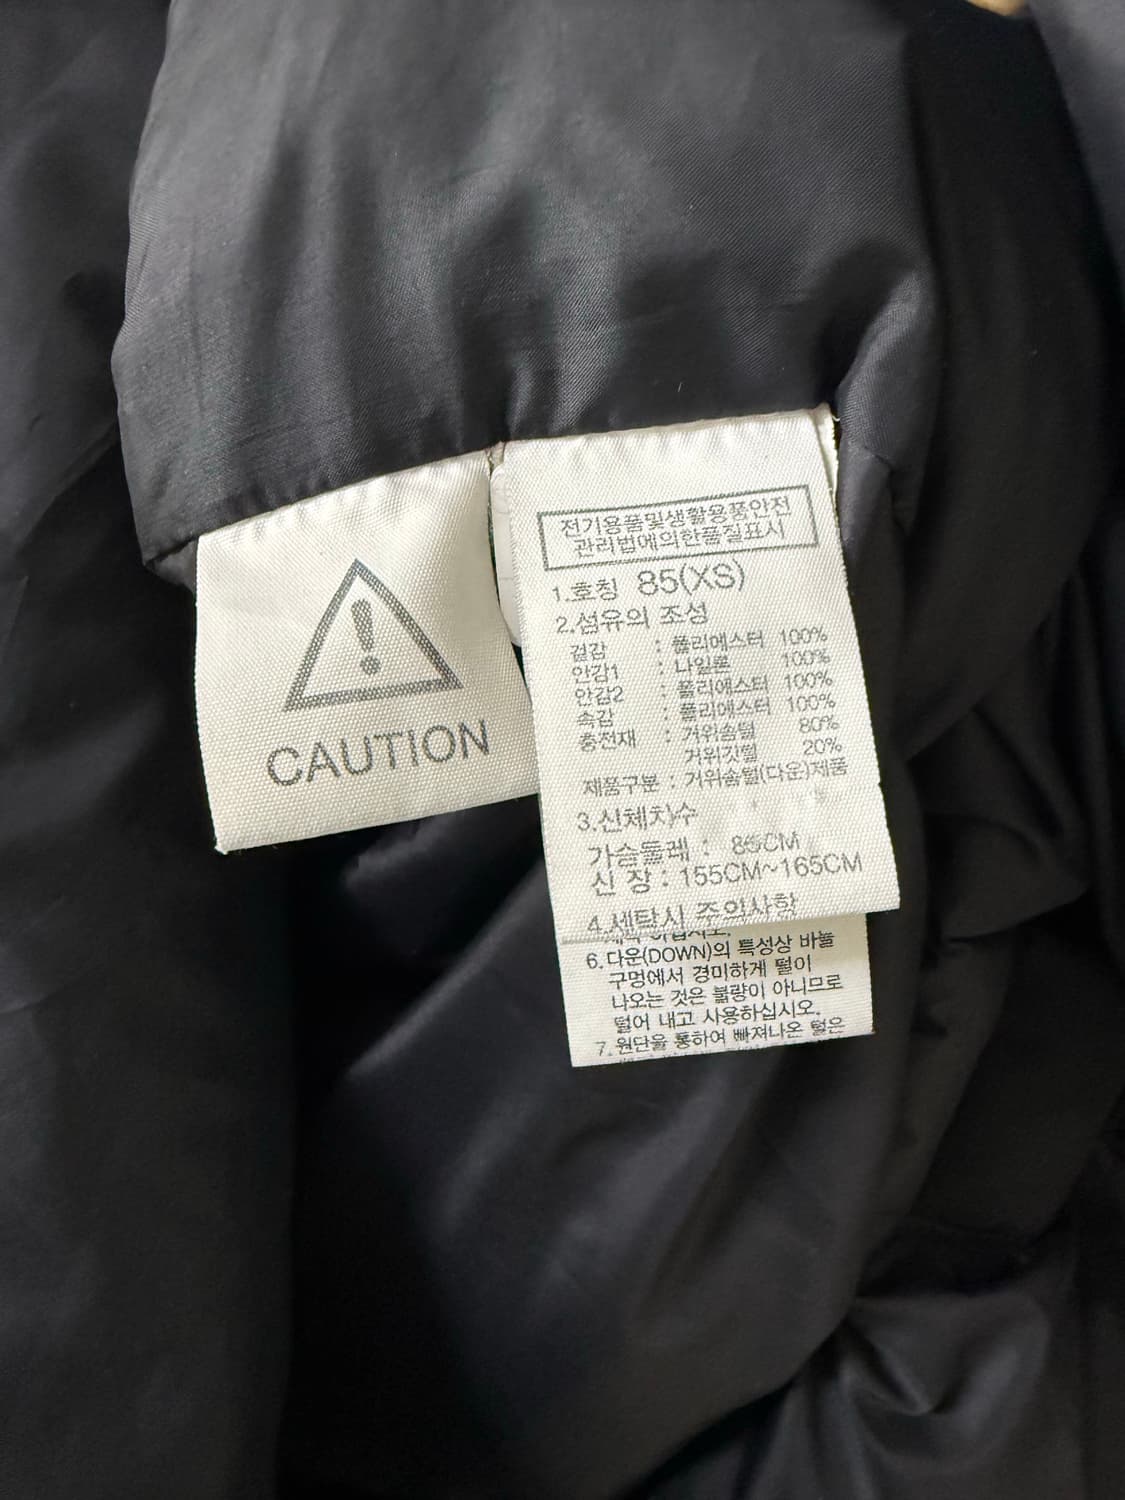 CAUTION
전기용품및생활용품안전
관리법에의한품질표시
1.호칭 85(XS)
2.섬유의 조성
겉감 : 폴리에스터 100%
안감1 : 나일론 100%
안감2 : 폴리에스터 100%
속감 : 폴리에스터 100%
충전재 : 거위솜털 80%
거위깃털 20%
제품구분 : 거위솜털(다운)제품
3.신체치수
가슴둘레 : 85CM
신 장 : 155CM~165CM
4.세탁시 주의사항
6.다운(DOWN)의 특성상 바늘
구멍에서 경미하게 털이
나오는 것은 불량이 아니므로
털어 내고 사용하십시오.
7.원단을 통하여 빠져나온 털은